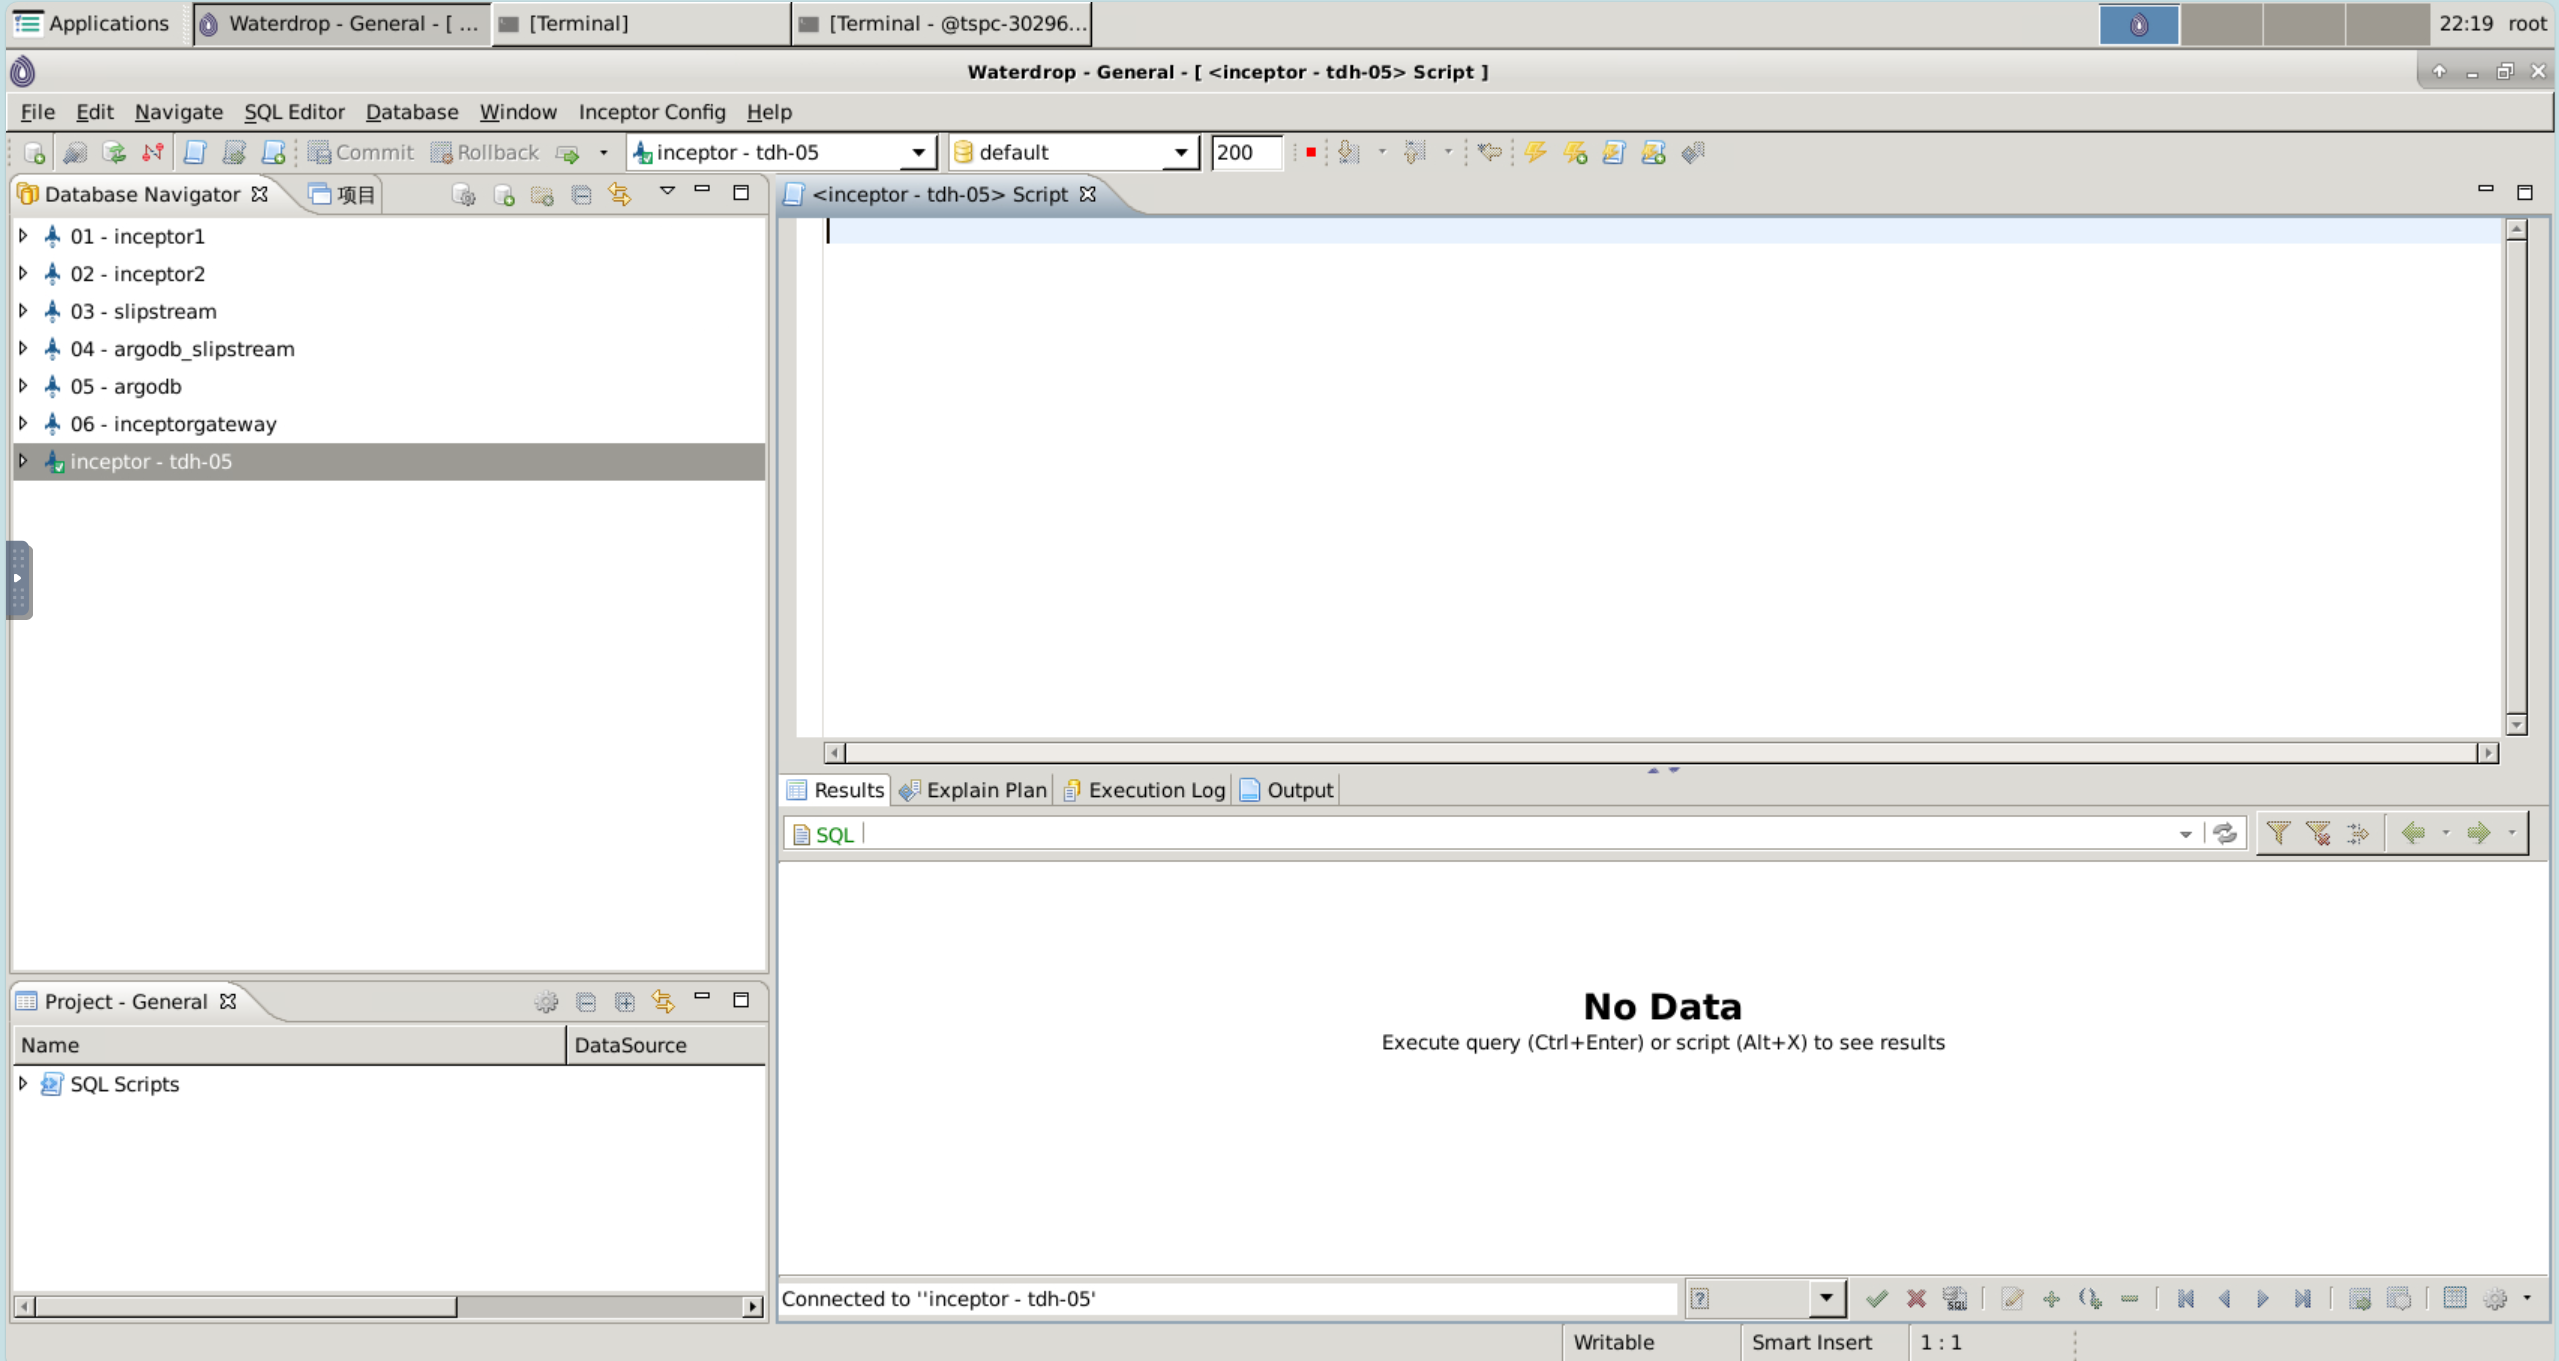 Applications
Waterdrop - General - [ ...
[Terminal]
[Terminal - @tspc-30296...
22:19 root
Waterdrop - General - [ <inceptor - tdh-05> Script ]
File Edit Navigate SQL Editor Database Window Inceptor Config Help
Commit Rollback inceptor - tdh-05 default 200
Database Navigator 项目
<inceptor - tdh-05> Script
01 - inceptor1
02 - inceptor2
03 - slipstream
04 - argodb_slipstream
05 - argodb
06 - inceptorgateway
inceptor - tdh-05
Results Explain Plan Execution Log Output
SQL
No Data
Execute query (Ctrl+Enter) or script (Alt+X) to see results
Project - General
Name DataSource
SQL Scripts
Connected to ''inceptor - tdh-05'
Writable Smart Insert 1 : 1